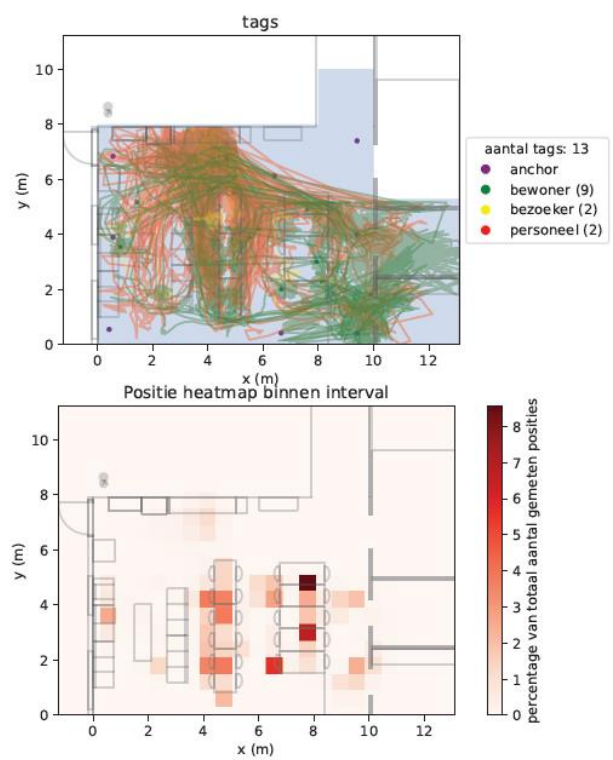 tags
10
8
6
4
2
0
y (m)
0 2 4 6 8 10 12
x (m)
aantal tags: 13
anchor
bewoner (9)
bezoeker (2)
personeel (2)
Positie heatmap binnen interval
10
8
6
4
2
0
y (m)
0 2 4 6 8 10 12
x (m)
8
7
6
5
4
3
2
1
0
percentage van totaal aantal gemeten posities